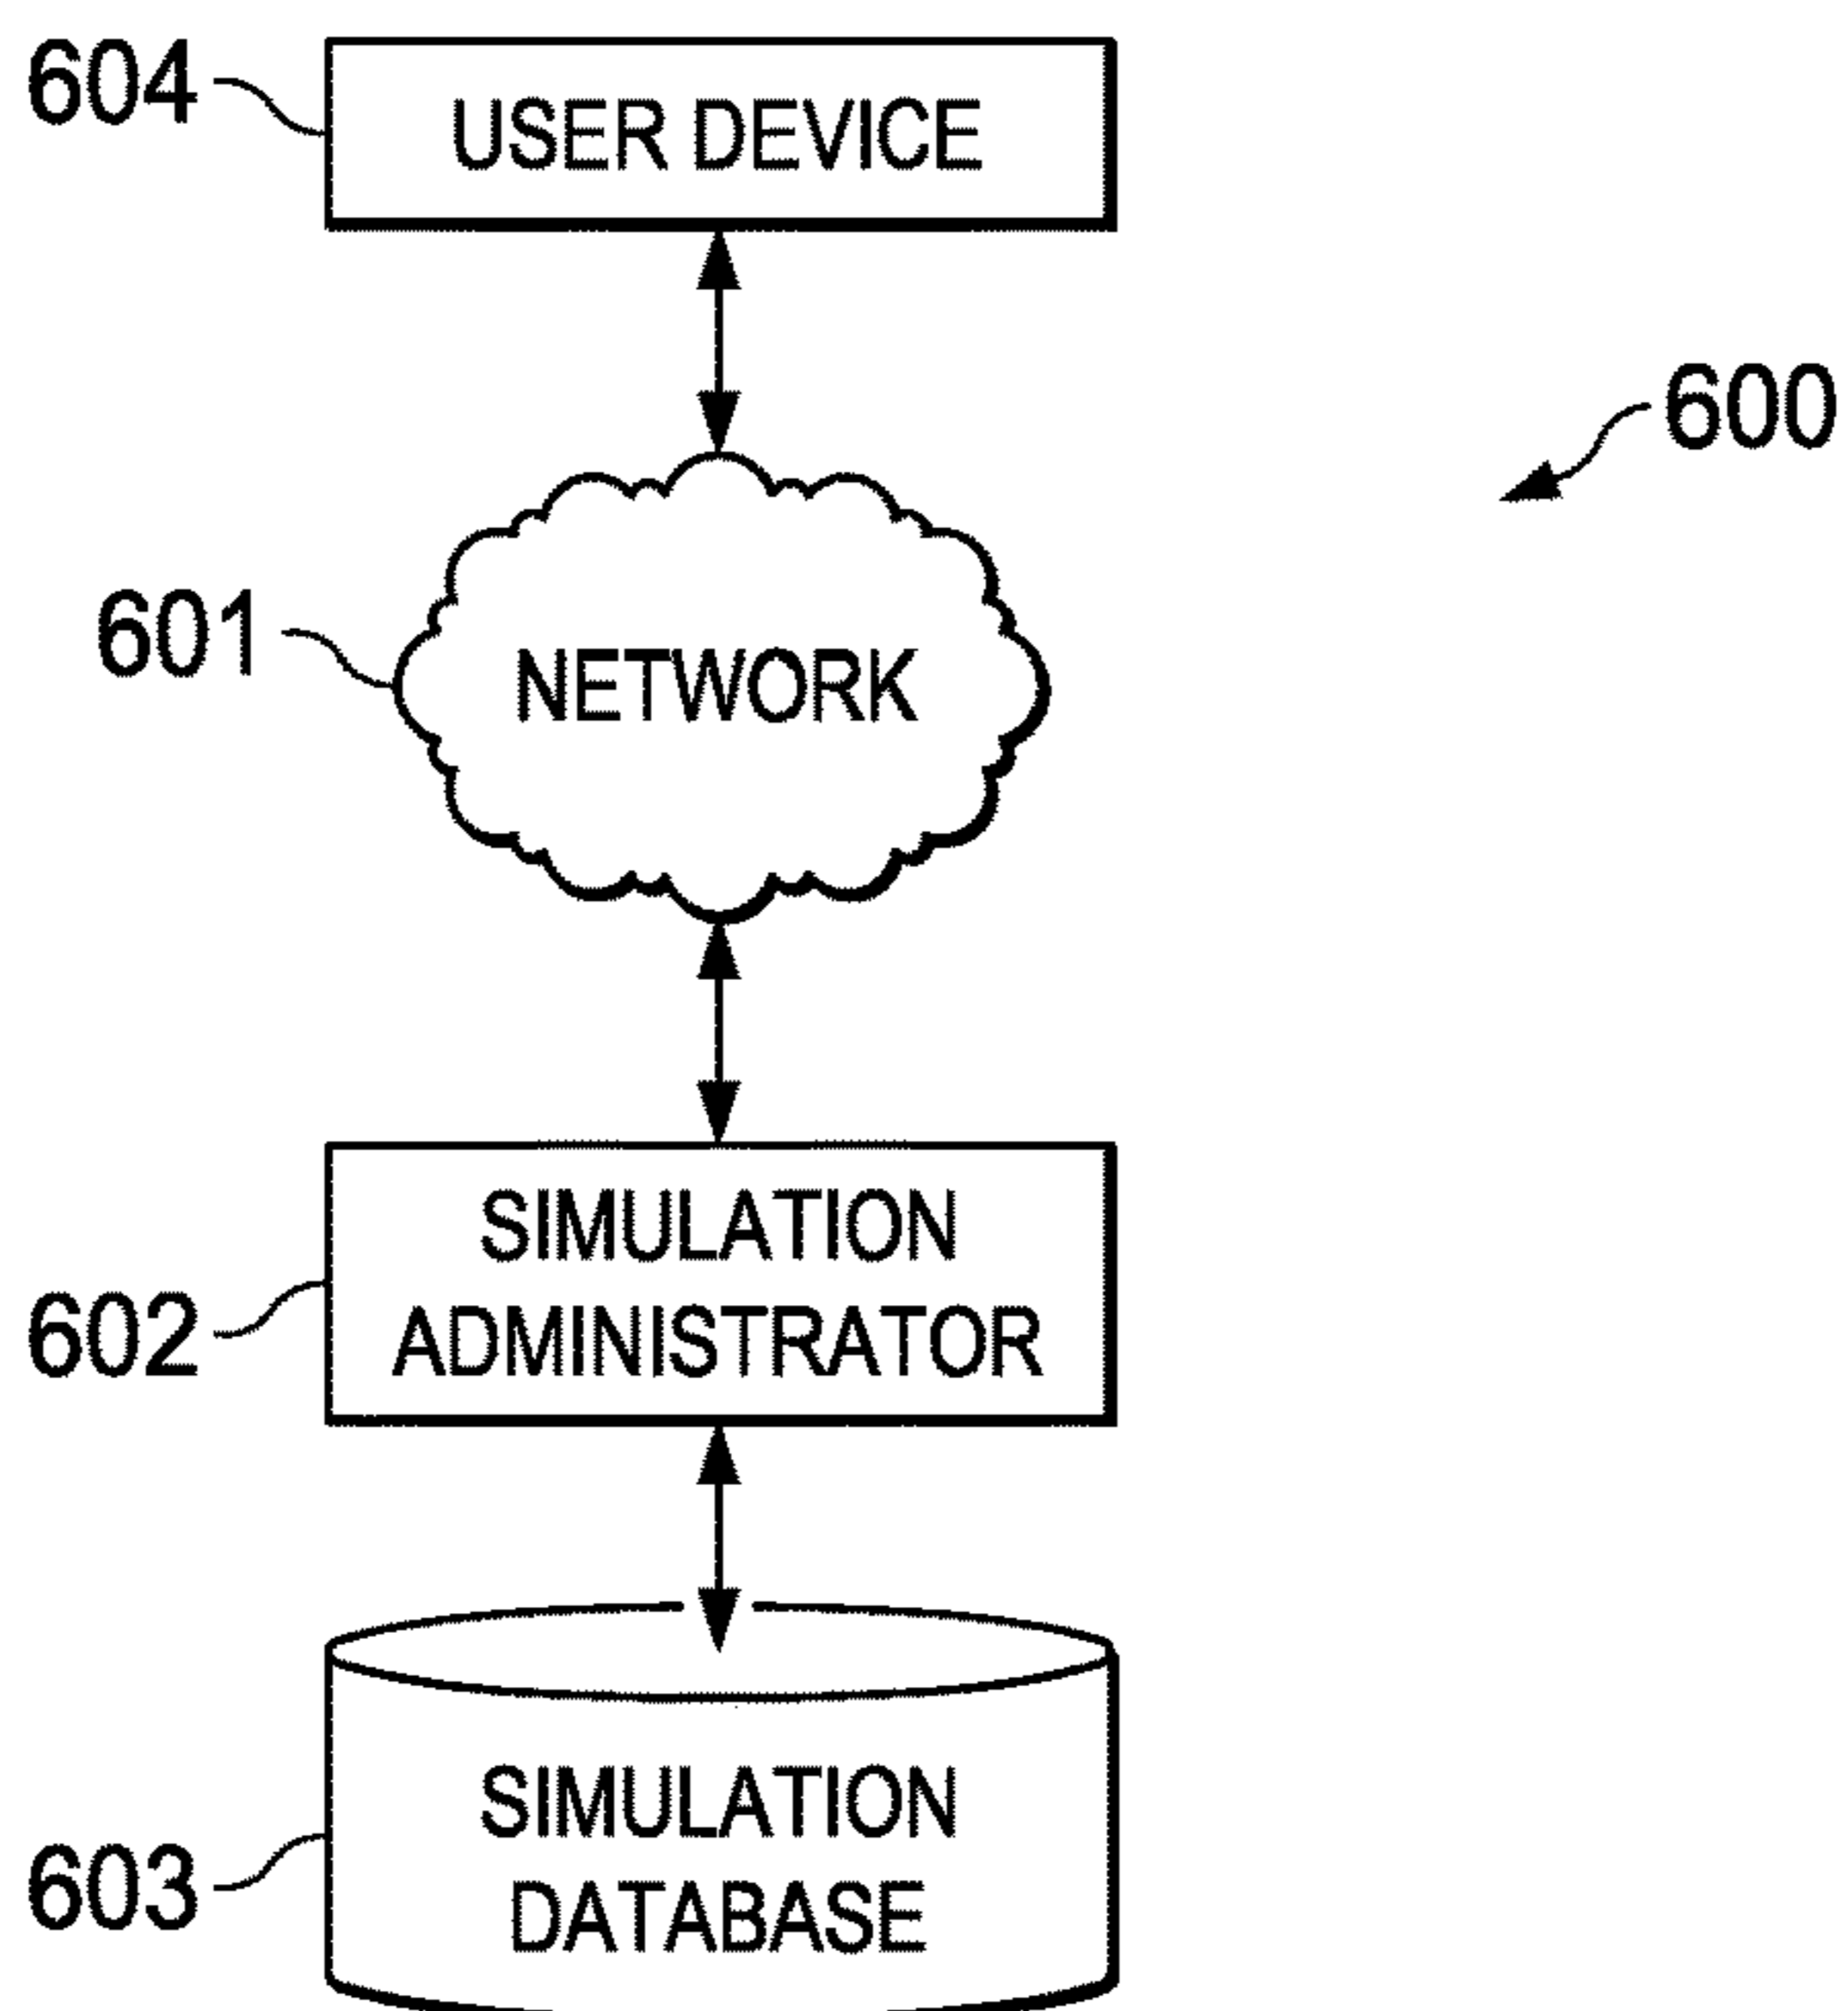 604
USER DEVICE
600
601
NETWORK
SIMULATION
602
ADMINISTRATOR
SIMULATION
603
DATABASE